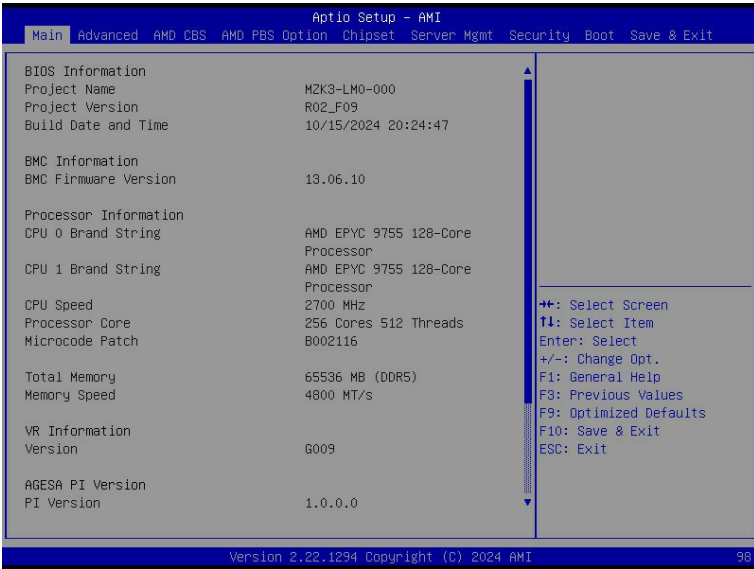 Aptio Setup - AMI
Main Advanced AMD CBS AMD PBS Option Chipset Server Mgmt Security Boot Save & Exit
BIOS Information
Project Name MZK3-LM0-000
Project Version R02_F09
Build Date and Time 10/15/2024 20:24:47
BMC Information
BMC Firmware Version 13.06.10
Processor Information
CPU 0 Brand String AMD EPYC 9755 128-Core
Processor
CPU 1 Brand String AMD EPYC 9755 128-Core
Processor
CPU Speed 2700 MHz
Processor Core 256 Cores 512 Threads
Microcode Patch B002116
Total Memory 65536 MB (DDR5)
Memory Speed 4800 MT/s
VR Information
Version G009
AGESA PI Version
PI Version 1.0.0.0
→←: Select Screen
↑↓: Select Item
Enter: Select
+/-: Change Opt.
F1: General Help
F3: Previous Values
F9: Optimized Defaults
F10: Save & Exit
ESC: Exit
Version 2.22.1294 Copyright (C) 2024 AMI
98